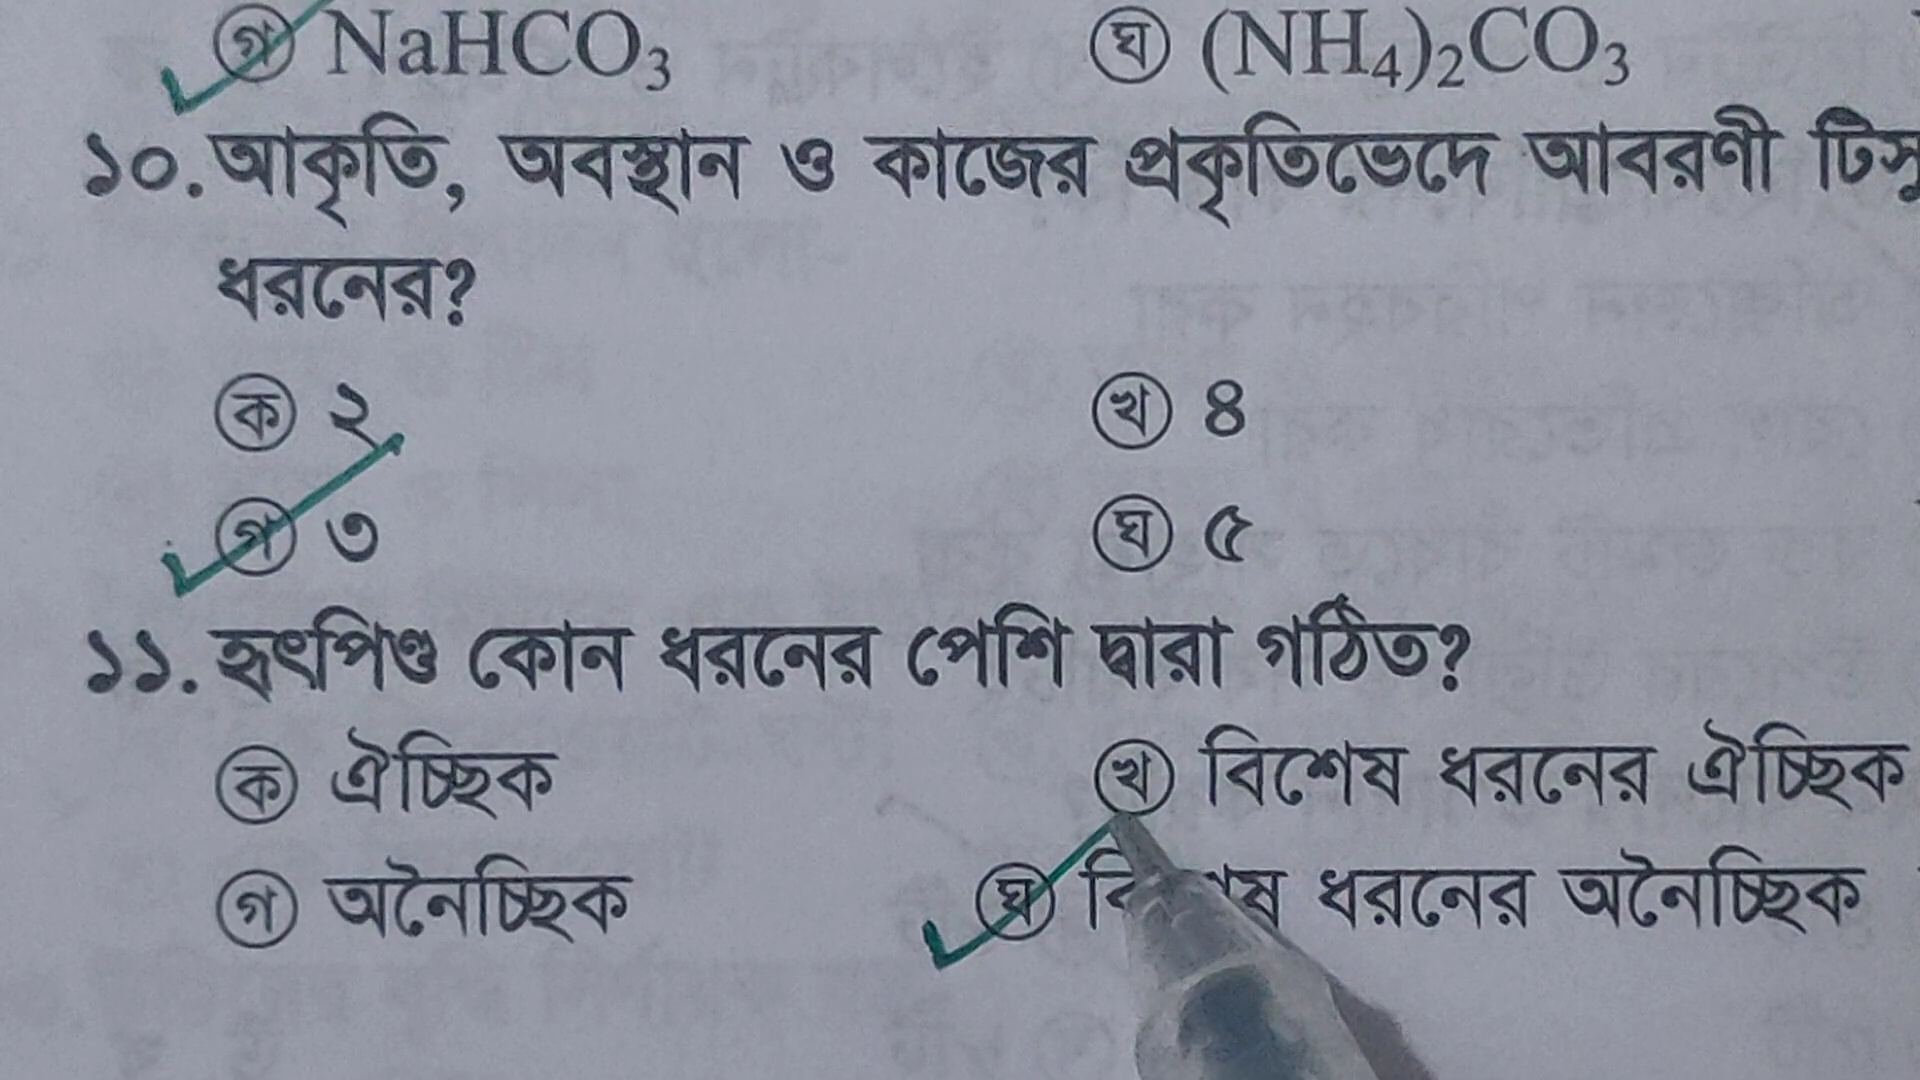 গ NaHCO₃ ঘ (NH₄)₂CO₃
১০. আকৃতি, অবস্থান ও কাজের প্রকৃতিভেদে আবরণী
ধরনের?
ক ২ খ ৪
গ ৩ ঘ ৫
১১. হৃৎপিণ্ড কোন ধরনের পেশি দ্বারা গঠিত?
ক ঐচ্ছিক খ বিশেষ ধরনের ঐচ্ছিক
গ অনৈচ্ছিক ঘ ধরনের অনৈচ্ছিক